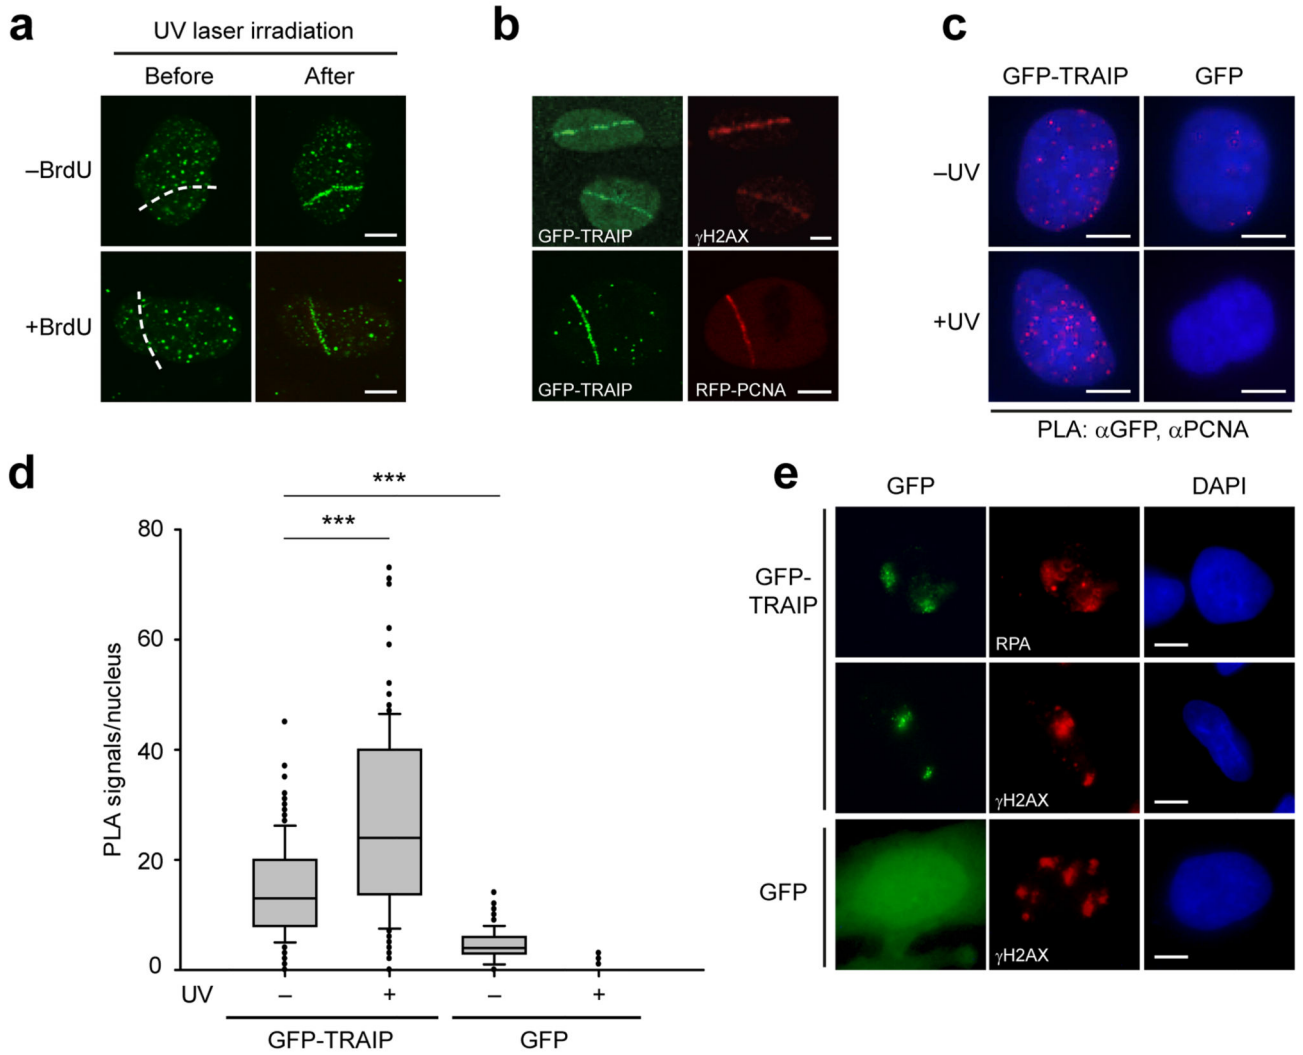 a
UV laser irradiation
Before
After
–BrdU
+BrdU
b
GFP-TRAIP
γH2AX
GFP-TRAIP
RFP-PCNA
c
GFP-TRAIP
GFP
–UV
+UV
PLA: αGFP, αPCNA
d
***
***
PLA signals/nucleus
80
60
40
20
0
UV
–
+
–
+
GFP-TRAIP
GFP
e
GFP
DAPI
GFP-
TRAIP
RPA
γH2AX
GFP
γH2AX